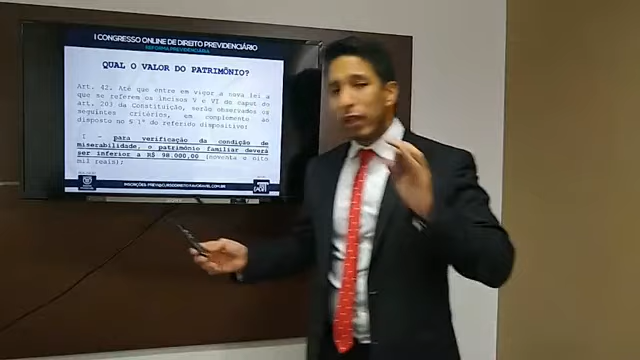 I CONGRESSO ONLINE DE DIREITO PREVIDENCIÁRIO
REFORMA PREVIDENCIÁRIA
QUAL O VALOR DO PATRIMÔNIO?
Art. 42. Até que entre em vigor a nova lei a
que se referem os incisos V e VI do caput do
art. 203 da Constituição, serão observados os
seguintes critérios, em complemento ao
disposto no § 1º do referido dispositivo:
I - para verificação da condição de
miserabilidade, o patrimônio familiar deverá
ser inferior a R$ 98.000,00 (noventa e oito
mil reais);